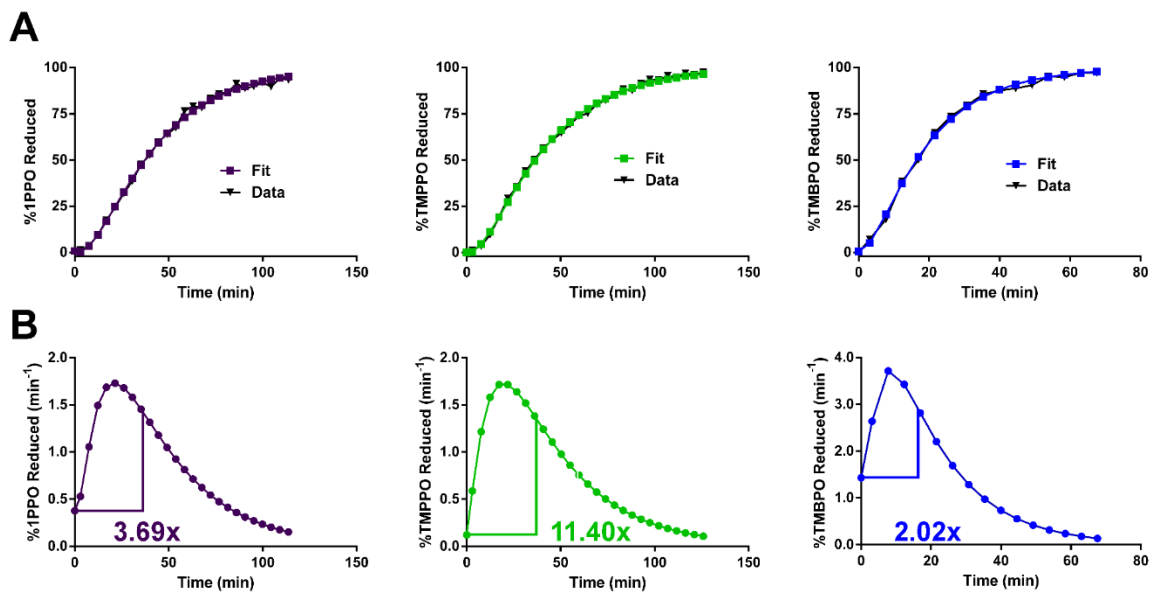 A
%1PPO Reduced
100
75
50
25
0
Fit
Data
0 50 100 150
Time (min)
%TMPPO Reduced
100
75
50
25
0
Fit
Data
0 50 100 150
Time (min)
%TMBPO Reduced
100
75
50
25
0
Fit
Data
0 20 40 60 80
Time (min)
B
%1PPO Reduced (min⁻¹)
2.0
1.5
1.0
0.5
0.0
3.69x
0 50 100 150
Time (min)
%TMPPO Reduced (min⁻¹)
2.0
1.5
1.0
0.5
0.0
11.40x
0 50 100 150
Time (min)
%TMBPO Reduced (min⁻¹)
4.0
3.0
2.0
1.0
0.0
2.02x
0 20 40 60 80
Time (min)